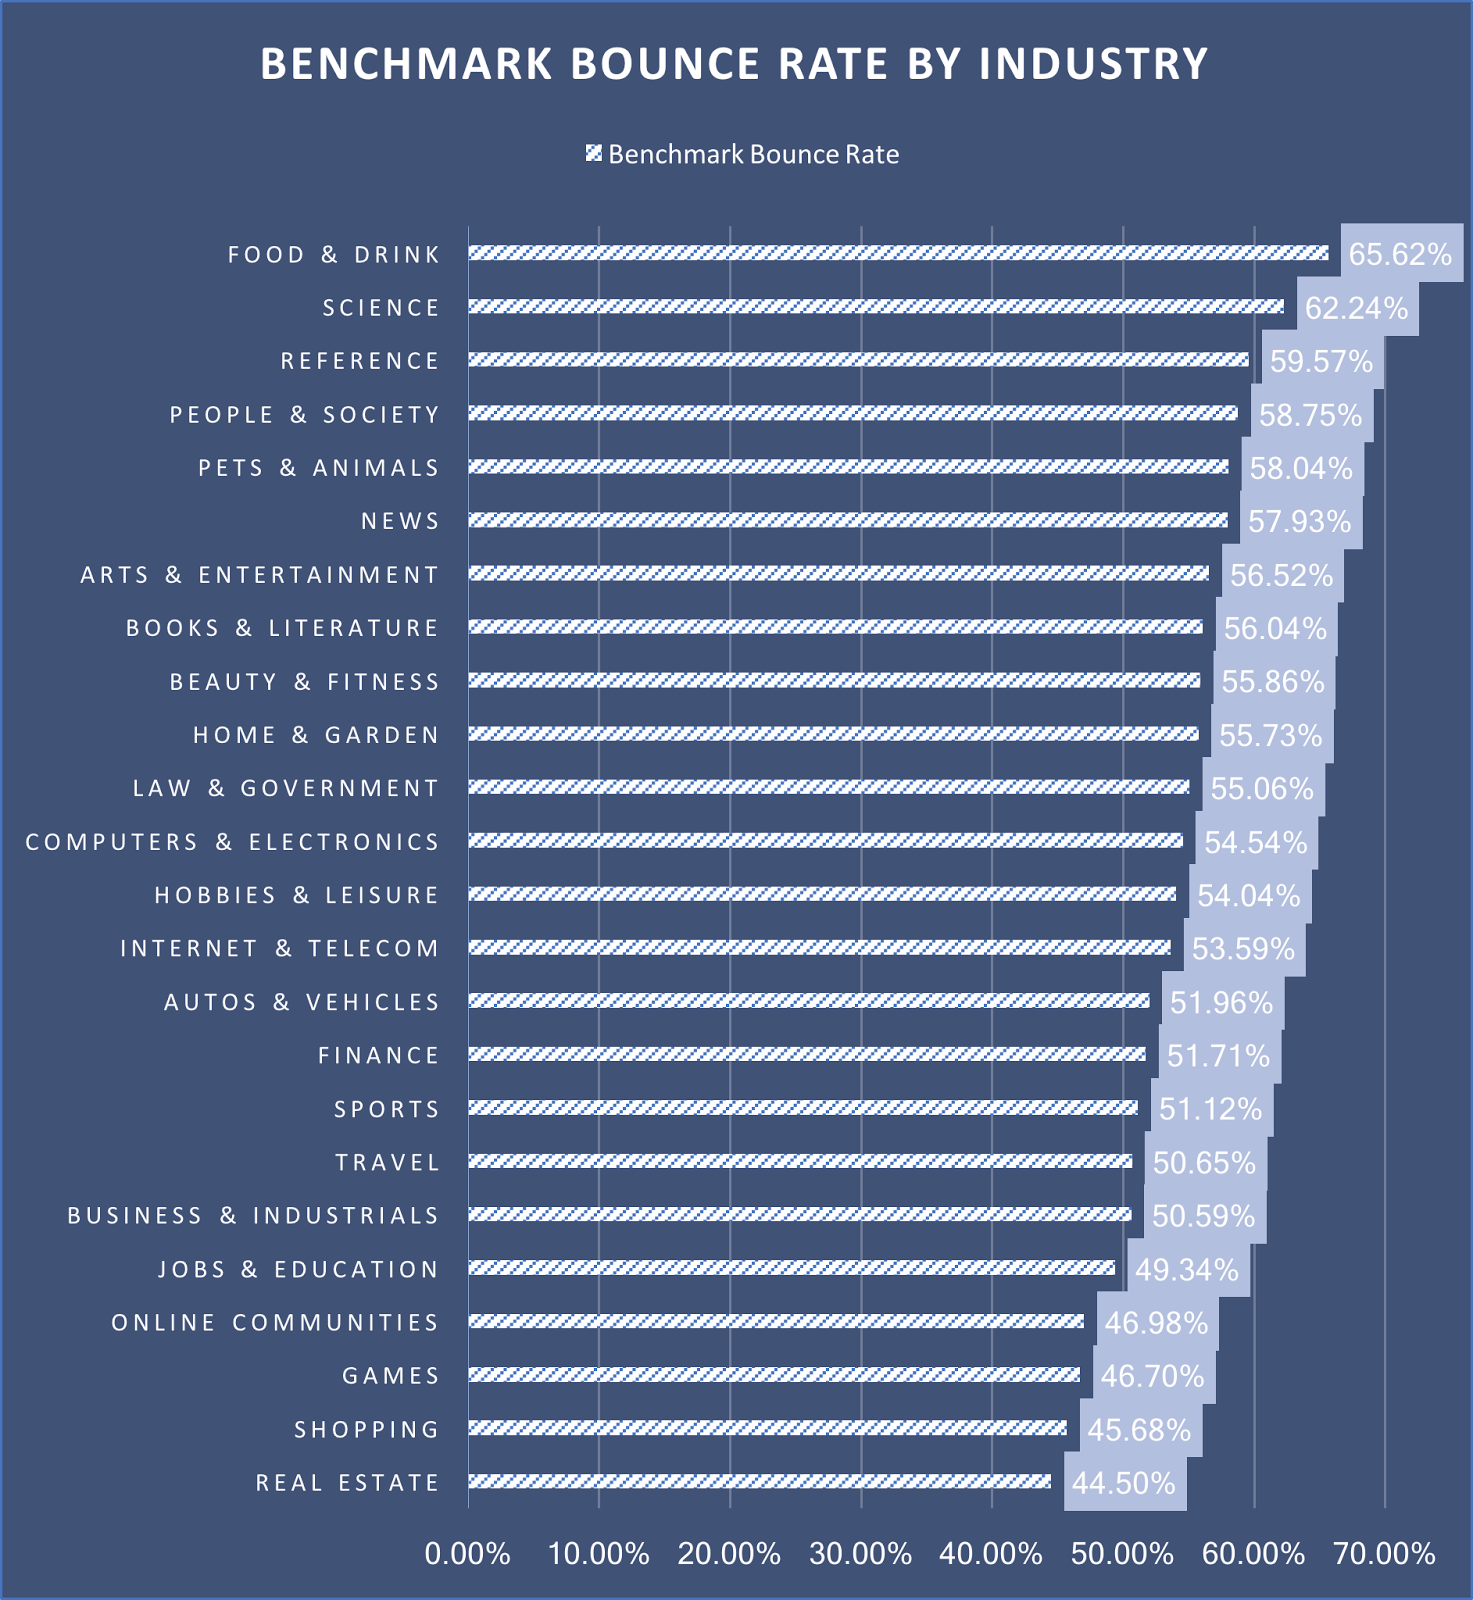 BENCHMARK BOUNCE RATE BY INDUSTRY
Benchmark Bounce Rate
FOOD & DRINK 65.62%
SCIENCE 62.24%
REFERENCE 59.57%
PEOPLE & SOCIETY 58.75%
PETS & ANIMALS 58.04%
NEWS 57.93%
ARTS & ENTERTAINMENT 56.52%
BOOKS & LITERATURE 56.04%
BEAUTY & FITNESS 55.86%
HOME & GARDEN 55.73%
LAW & GOVERNMENT 55.06%
COMPUTERS & ELECTRONICS 54.54%
HOBBIES & LEISURE 54.04%
INTERNET & TELECOM 53.59%
AUTOS & VEHICLES 51.96%
FINANCE 51.71%
SPORTS 51.12%
TRAVEL 50.65%
BUSINESS & INDUSTRIALS 50.59%
JOBS & EDUCATION 49.34%
ONLINE COMMUNITIES 46.98%
GAMES 46.70%
SHOPPING 45.68%
REAL ESTATE 44.50%
0.00% 10.00% 20.00% 30.00% 40.00% 50.00% 60.00% 70.00%